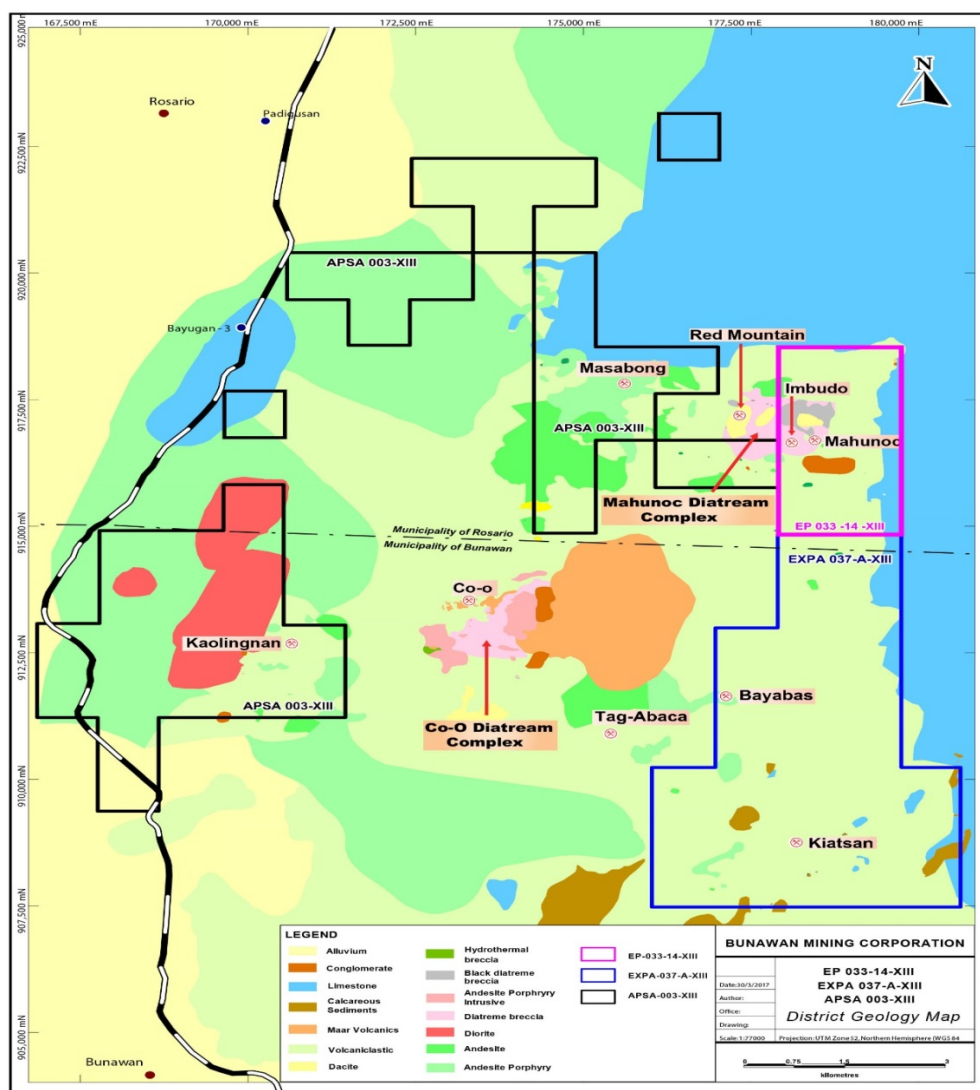 167,500 mE
170,000 mE
172,500 mE
175,000 mE
177,500 mE
180,000 mE
925,000 mN
922,500 mN
920,000 mN
917,500 mN
915,000 mN
912,500 mN
910,000 mN
907,500 mN
905,000 mN
N
Rosario
Padigusan
APSA 003-XIII
Bayugan - 3
Red Mountain
Masabong
Imbudo
APSA 003-XIII
Mahunoc
Mahunoc Diatream
Complex
EP 033 -14 -XIII
Municipality of Rosario
Municipality of Bunawan
EXPA 037-A-XIII
Co-o
Kaolingnan
Bayabas
APSA 003-XIII
Tag-Abaca
Co-O Diatream
Complex
Kiatsan
Bunawan
LEGEND
Alluvium
Conglomerate
Limestone
Calcareous
Sediments
Maar Volcanics
Volcaniclastic
Dacite
Hydrothermal
breccia
Black diatreme
breccia
Andesite Porphyryry
Intrusive
Diatreme breccia
Diorite
Andesite
Andesite Porphyry
EP-033-14-XIII
EXPA-037-A-XIII
APSA-003-XIII
BUNAWAN MINING CORPORATION
EP 033-14-XIII
EXPA 037-A-XIII
APSA 003-XIII
District Geology Map
Date:30/3/2017
Author:
Office:
Drawing:
Scale:1:77000
Projection: UTM Zone 52, Northern Hemisphere (WGS 84
0 0.75 1.5 3
kilometres